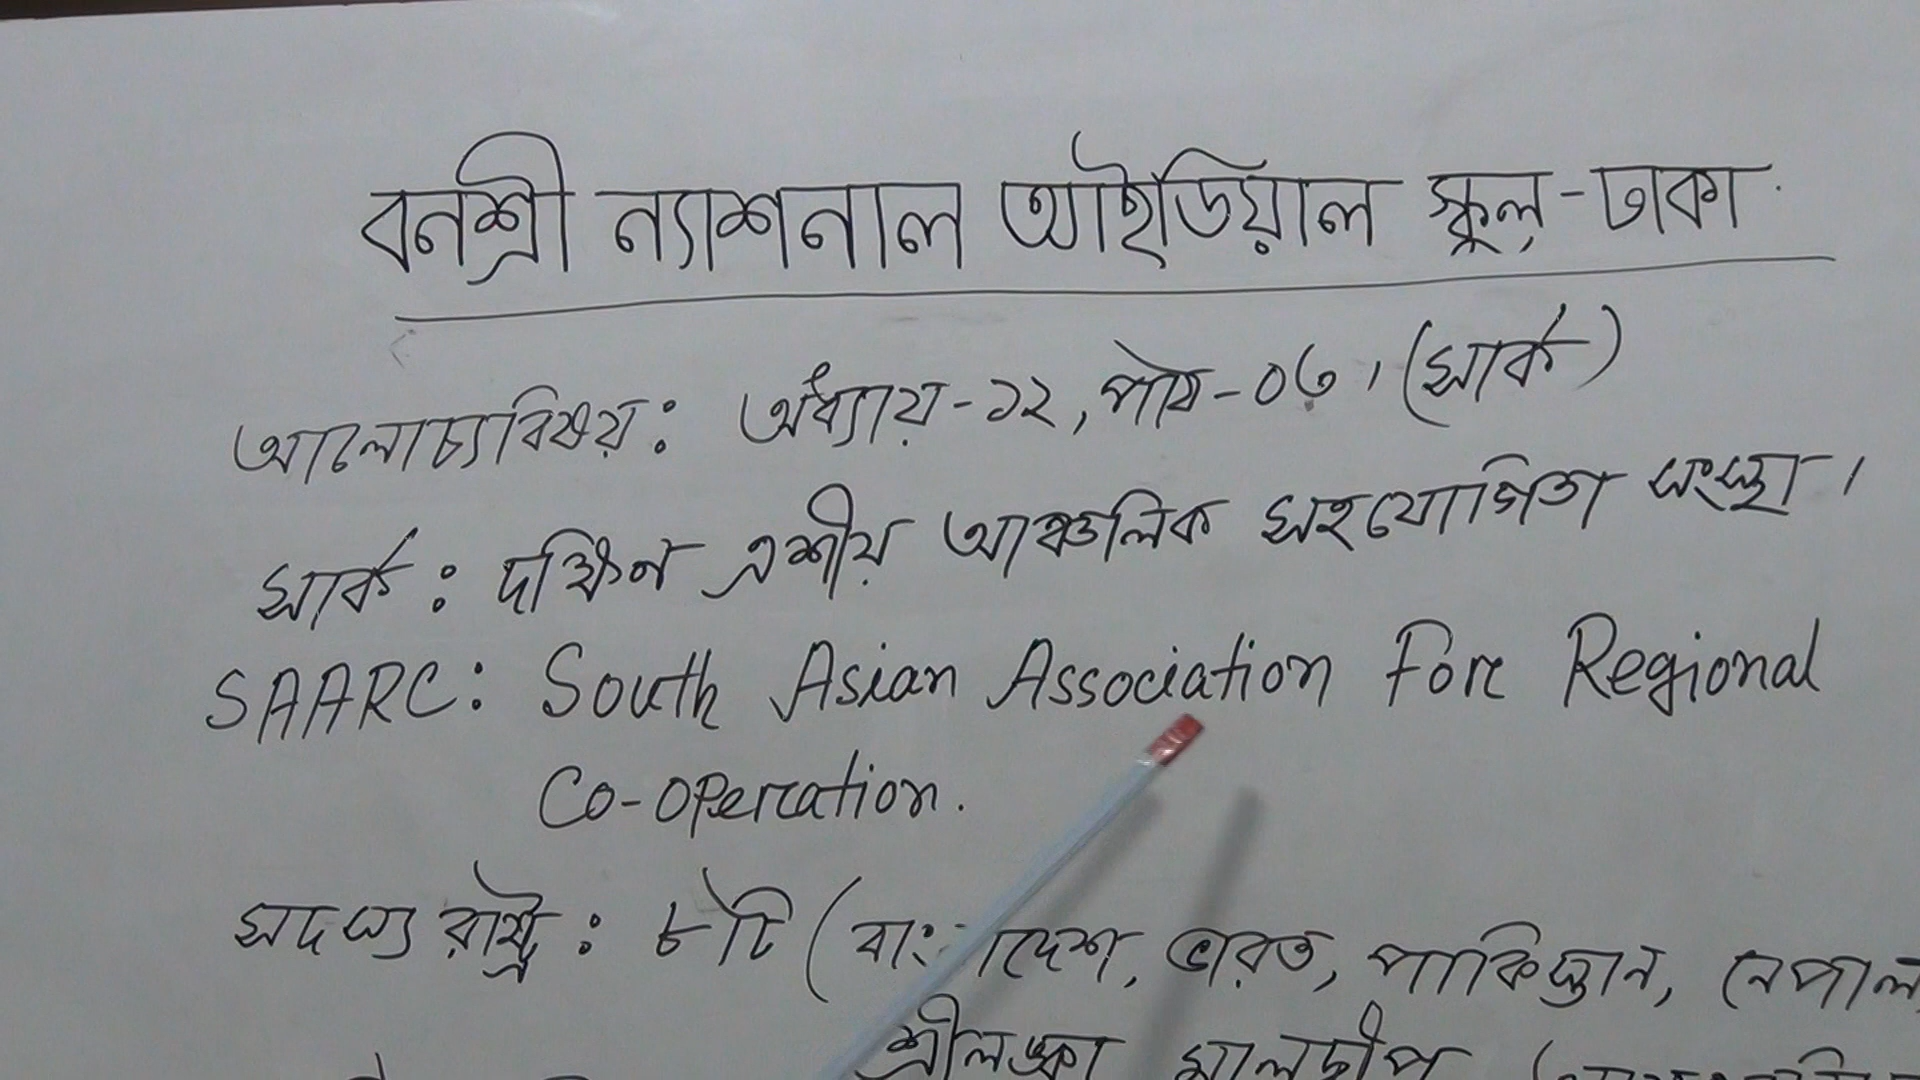 বনশ্রী ন্যাশনাল আইডিয়াল স্কুল-ঢাকা
আলোচ্যবিষয়: অধ্যায়-১২, পাঠ-০৬, (সার্ক)
সার্ক: দক্ষিণ এশীয় আঞ্চলিক সহযোগিতা সংস্থা।
SAARC: South Asian Association Fore Regional
Co-operation.
সদস্য রাষ্ট্র: ৮টি (বাংলাদেশ, ভারত, পাকিস্তান, নেপাল
শ্রীলঙ্কা মালদ্বীপ